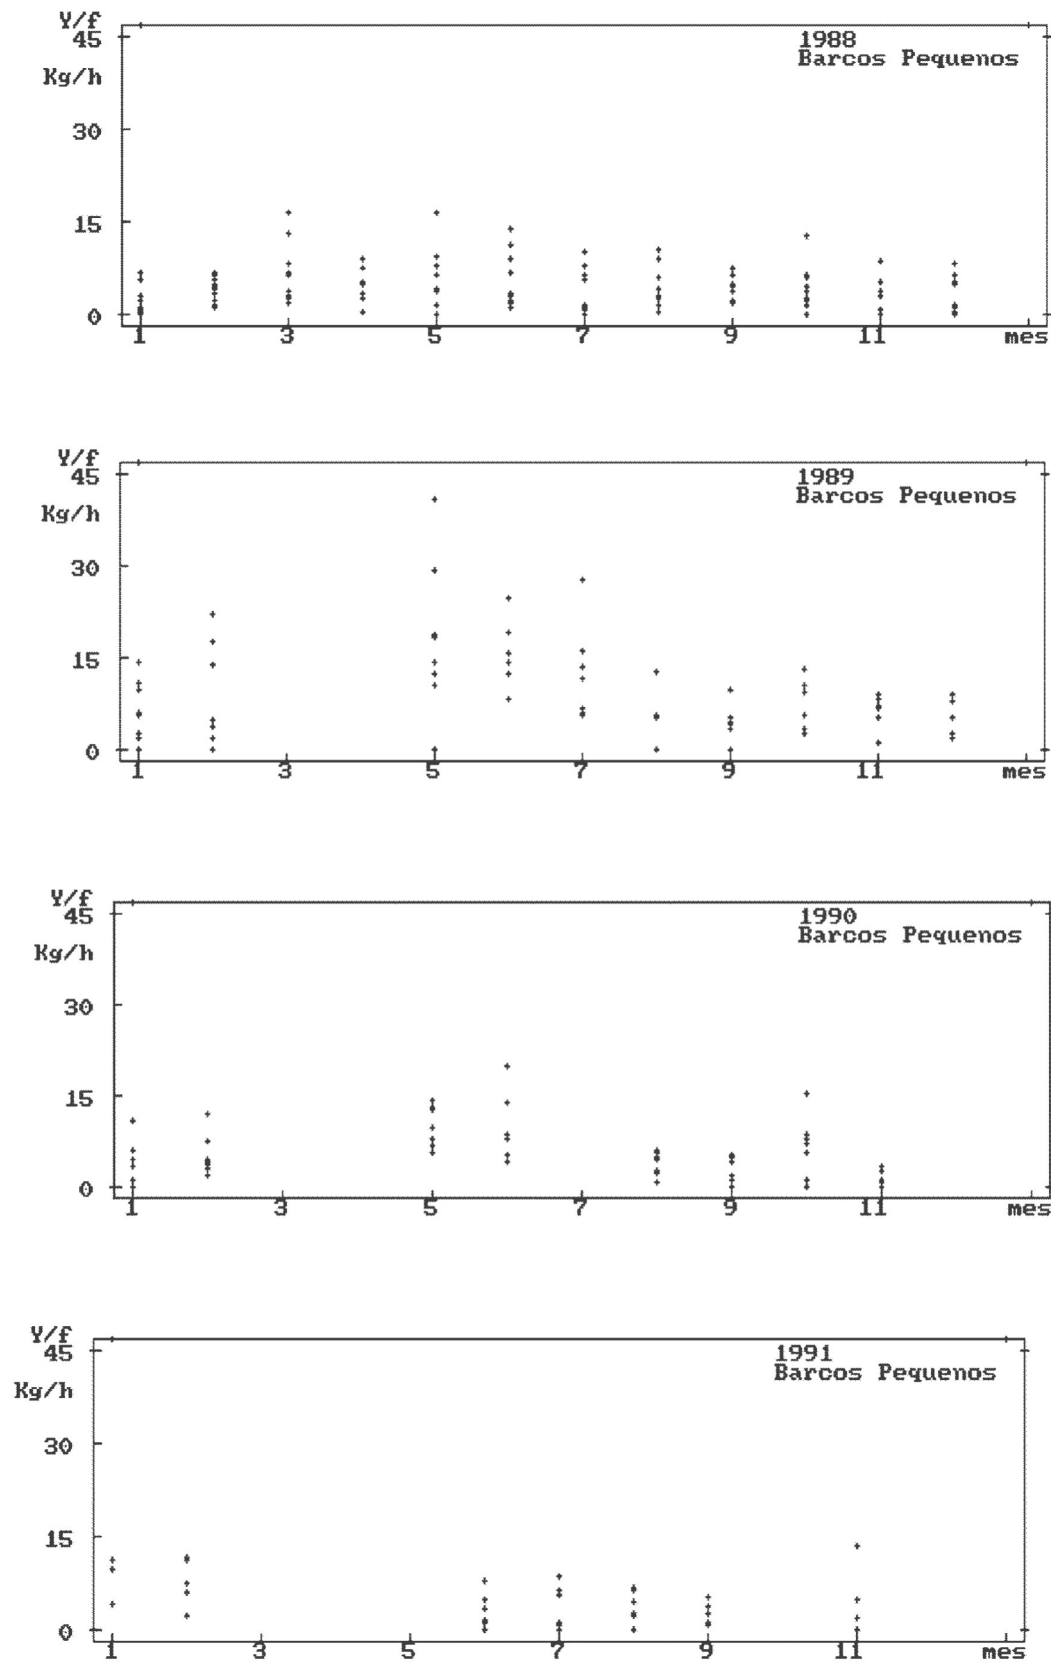 Y/f
45
1988
Barcos Pequenos
Kg/h
30
15
0
1 3 5 7 9 11 mes
Y/f
45
1989
Barcos Pequenos
Kg/h
30
15
0
1 3 5 7 9 11 mes
Y/f
45
1990
Barcos Pequenos
Kg/h
30
15
0
1 3 5 7 9 11 mes
Y/f
45
1991
Barcos Pequenos
Kg/h
30
15
0
1 3 5 7 9 11 mes